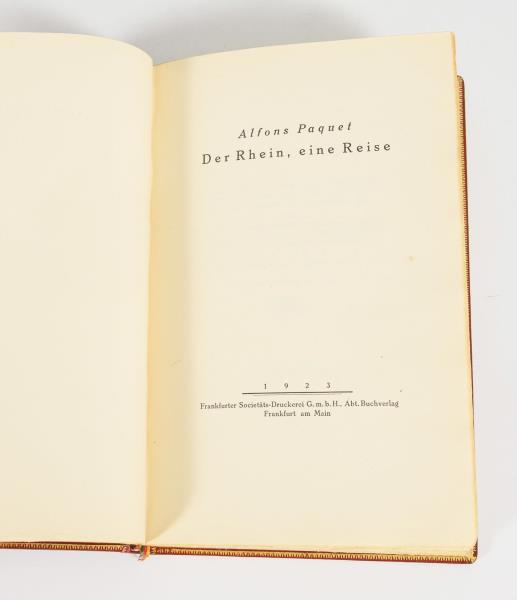 Alfons Paquet
Der Rhein, eine Reise
1 9 2 3
Frankfurter Societäts-Druckerei G. m. b. H., Abt. Buchverlag
Frankfurt am Main